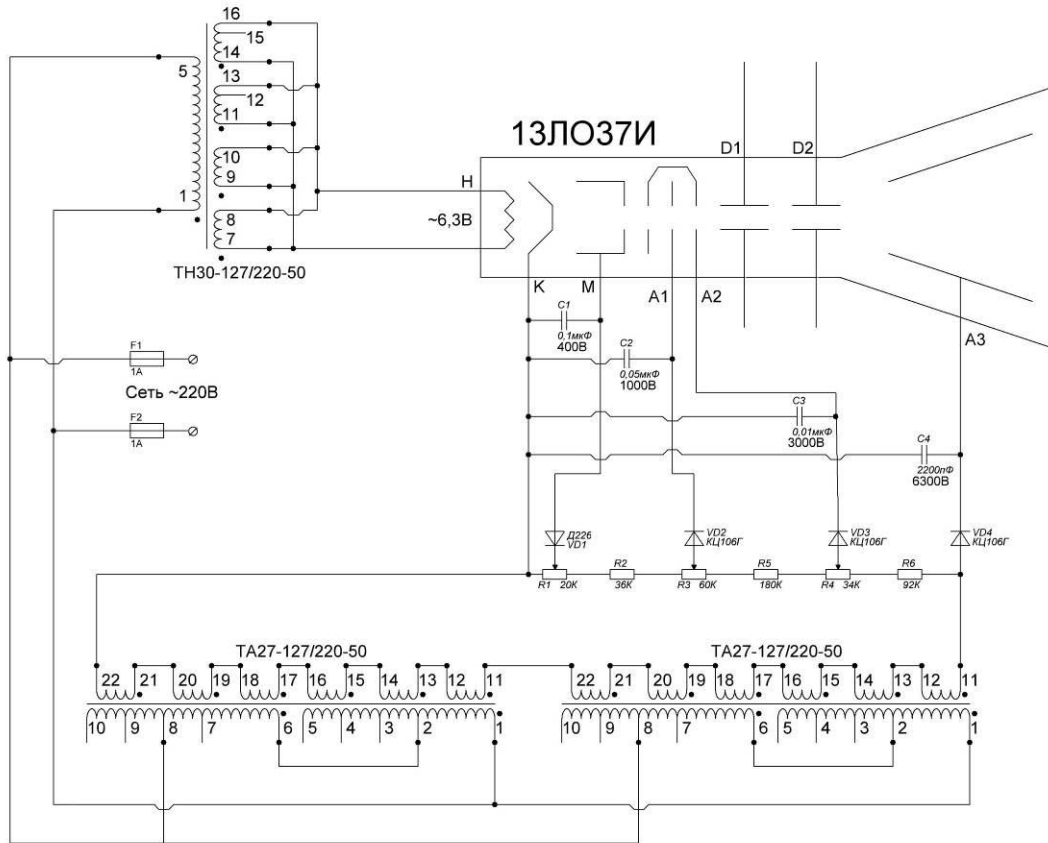 16
15
14
5
13
12
11
10
9
1
8
7
ТН30-127/220-50
13ЛО37И
D1
D2
Н
~6,3В
К
М
А1
А2
А3
C1
0,1мкФ
400В
C2
0,05мкФ
1000В
C3
0,01мкФ
3000В
C4
2200пФ
6300В
F1
1А
Сеть ~220В
F2
1А
Д226
VD1
VD2
КЦ106Г
VD3
КЦ106Г
VD4
КЦ106Г
R1 20К
R2
36К
R3 60К
R5
180К
R4 34К
R6
92К
ТА27-127/220-50
ТА27-127/220-50
22 21 20 19 18 17 16 15 14 13 12 11
22 21 20 19 18 17 16 15 14 13 12 11
10 9 8 7 6 5 4 3 2 1
10 9 8 7 6 5 4 3 2 1